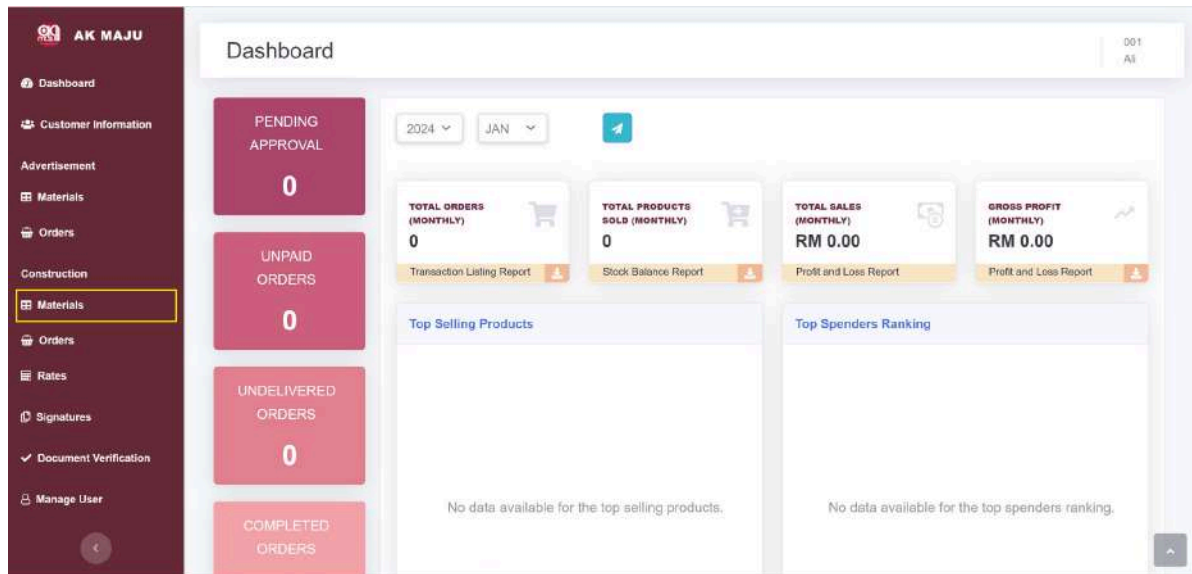 AK MAJU
Dashboard
Customer Information
Advertisement
Materials
Orders
Construction
Materials
Orders
Rates
Signatures
Document Verification
Manage User
Dashboard
001
Ali
PENDING
APPROVAL
0
UNPAID
ORDERS
0
UNDELIVERED
ORDERS
0
COMPLETED
ORDERS
2024
JAN
TOTAL ORDERS
(MONTHLY)
0
Transaction Listing Report
TOTAL PRODUCTS
SOLD (MONTHLY)
0
Stock Balance Report
TOTAL SALES
(MONTHLY)
RM 0.00
Profit and Loss Report
GROSS PROFIT
(MONTHLY)
RM 0.00
Profit and Loss Report
Top Selling Products
No data available for the top selling products.
Top Spenders Ranking
No data available for the top spenders ranking.